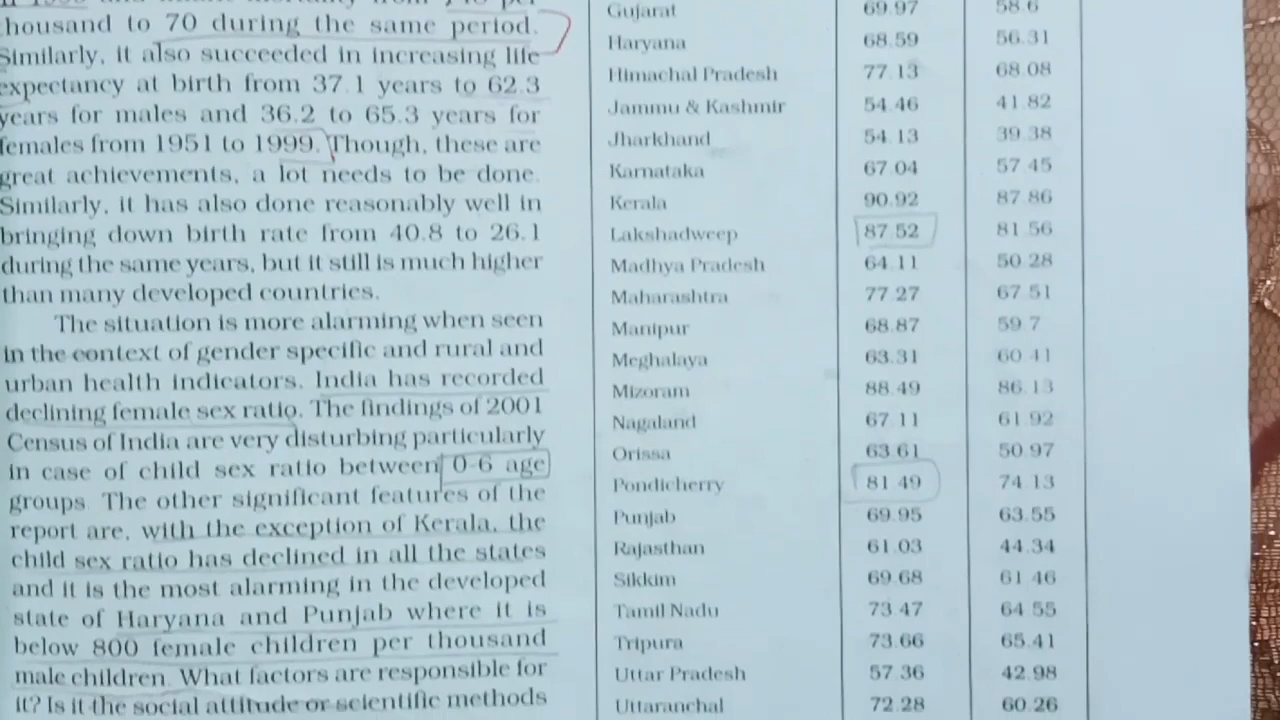 thousand to 70 during the same period.
Similarly, it also succeeded in increasing life
expectancy at birth from 37.1 years to 62.3
years for males and 36.2 to 65.3 years for
females from 1951 to 1999. Though, these are
great achievements, a lot needs to be done.
Similarly, it has also done reasonably well in
bringing down birth rate from 40.8 to 26.1
during the same years, but it still is much higher
than many developed countries.
The situation is more alarming when seen
in the context of gender specific and rural and
urban health indicators. India has recorded
declining female sex ratio. The findings of 2001
Census of India are very disturbing particularly
in case of child sex ratio between 0-6 age
groups. The other significant features of the
report are, with the exception of Kerala, the
child sex ratio has declined in all the states
and it is the most alarming in the developed
state of Haryana and Punjab where it is
below 800 female children per thousand
male children. What factors are responsible for
it? Is it the social attitude or scientific methods
Gujarat 69.97 58.6
Haryana 68.59 56.31
Himachal Pradesh 77.13 68.08
Jammu & Kashmir 54.46 41.82
Jharkhand 54.13 39.38
Karnataka 67.04 57.45
Kerala 90.92 87.86
Lakshadweep 87.52 81.56
Madhya Pradesh 64.11 50.28
Maharashtra 77.27 67.51
Manipur 68.87 59.7
Meghalaya 63.31 60.41
Mizoram 88.49 86.13
Nagaland 67.11 61.92
Orissa 63.61 50.97
Pondicherry 81.49 74.13
Punjab 69.95 63.55
Rajasthan 61.03 44.34
Sikkim 69.68 61.46
Tamil Nadu 73.47 64.55
Tripura 73.66 65.41
Uttar Pradesh 57.36 42.98
Uttaranchal 72.28 60.26